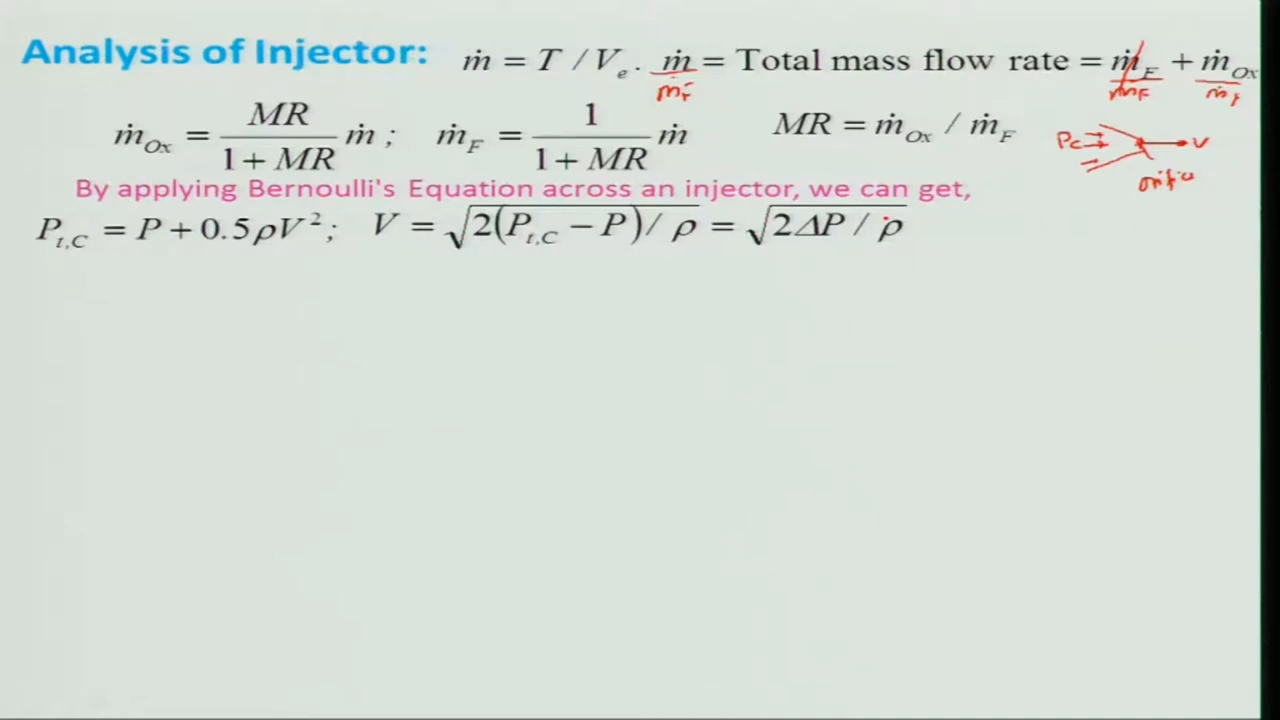 Analysis of Injector: ṁ = T / V_e . ṁ = Total mass flow rate = ṁ_F + ṁ_Ox
ṁ_F ṁ_F
ṁ_Ox = MR / (1 + MR) ṁ ; ṁ_F = 1 / (1 + MR) ṁ MR = ṁ_Ox / ṁ_F
Pc V
By applying Bernoulli's Equation across an injector, we can get,
P_t,C = P + 0.5ρV² ; V = √(2(P_t,C − P) / ρ) = √(2ΔP / ρ)